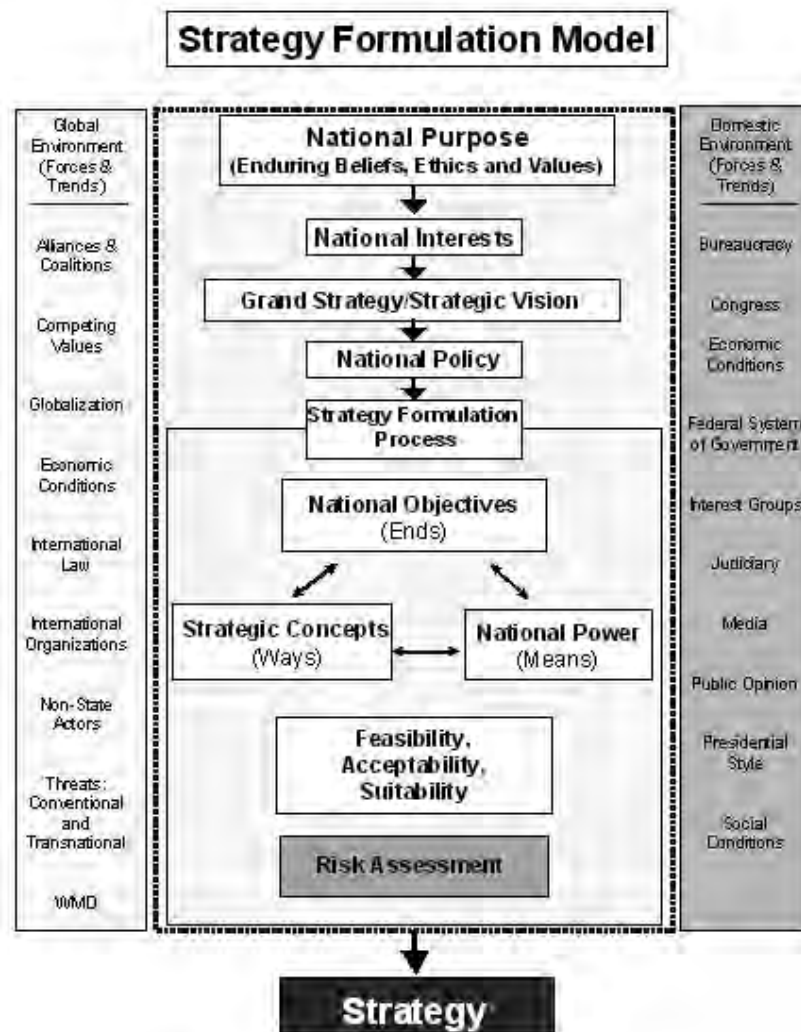 Strategy Formulation Model
Global
Environment
(Forces &
Trends)
Alliances &
Coalitions
Competing
Values
Globalization
Economic
Conditions
International
Law
International
Organizations
Non-State
Actors
Threats:
Conventional
and
Transnational
WMD
National Purpose
(Enduring Beliefs, Ethics and Values)
National Interests
Grand Strategy/Strategic Vision
National Policy
Strategy Formulation
Process
National Objectives
(Ends)
Strategic Concepts
(Ways)
National Power
(Means)
Feasibility,
Acceptability,
Suitability
Risk Assessment
Strategy
Domestic
Environment
(Forces &
Trends)
Bureaucracy
Congress
Economic
Conditions
Federal System
of Government
Interest Groups
Judiciary
Media
Public Opinion
Presidential
Style
Social
Conditions